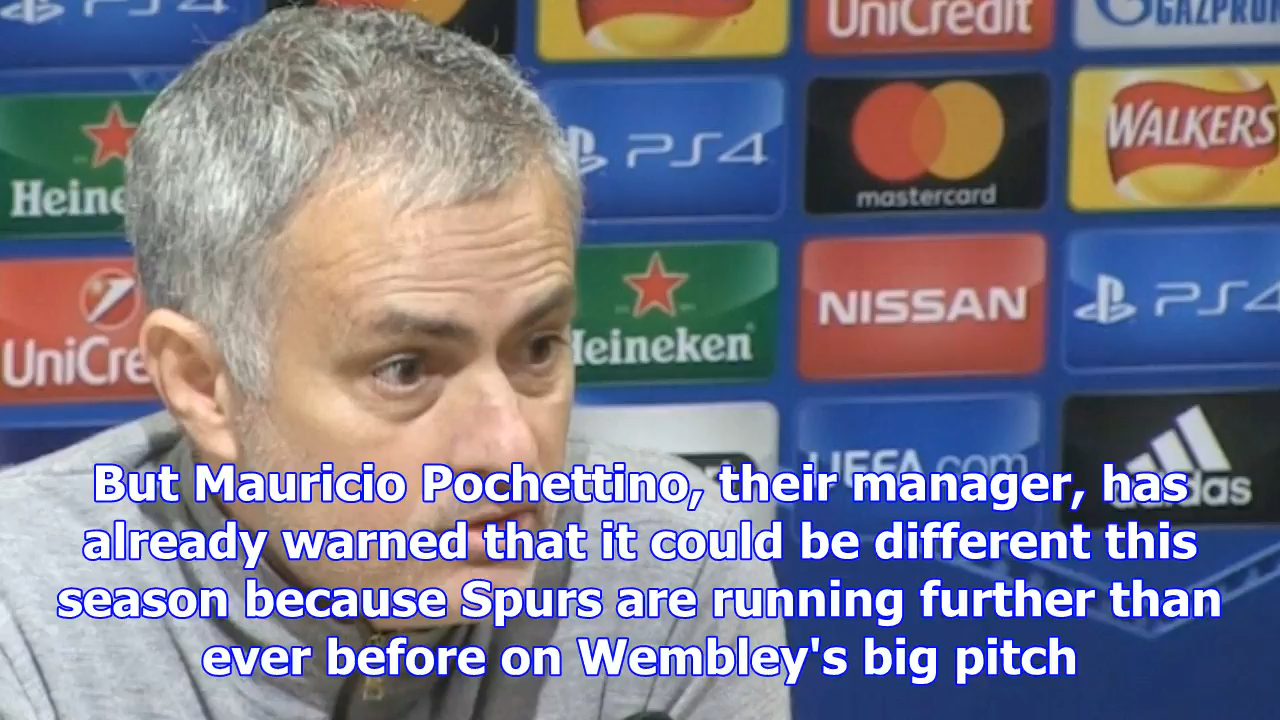 UniCredit
GAZPROM
PS4
mastercard
WALKERS
Heine
UniCre
Heineken
NISSAN
PS4
UEFA.com
adidas
But Mauricio Pochettino, their manager, has
already warned that it could be different this
season because Spurs are running further than
ever before on Wembley's big pitch